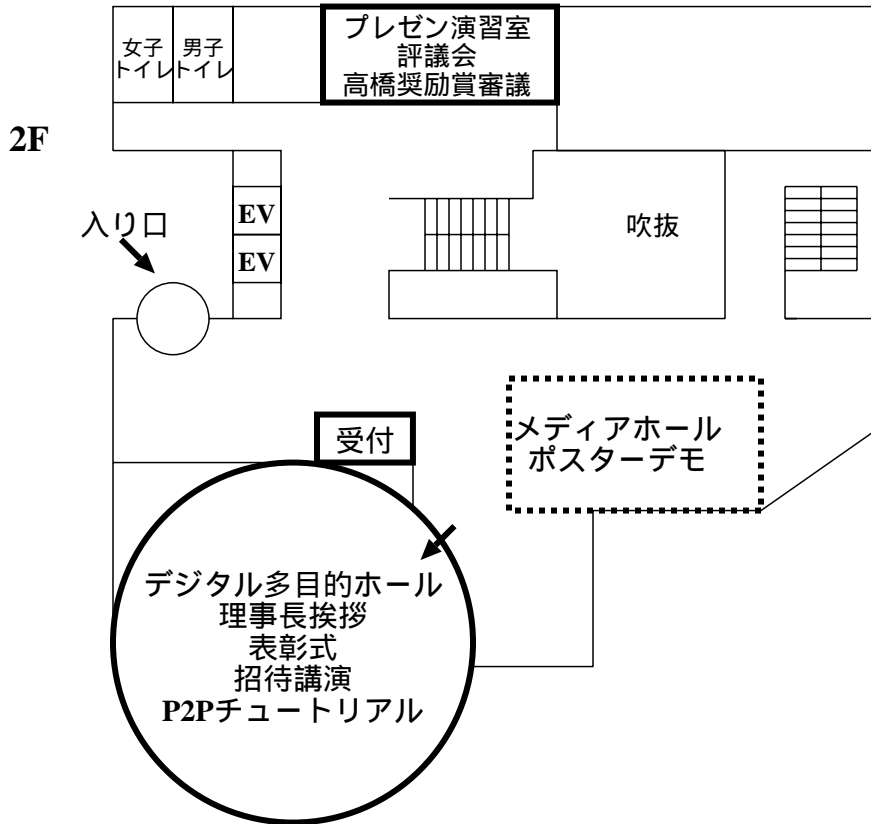 プレゼン演習室
評議会
高橋奨励賞審議
女子
トイレ
男子
トイレ
2F
入り口
EV
EV
吹抜
受付
メディアホール
ポスターデモ
デジタル多目的ホール
理事長挨拶
表彰式
招待講演
P2Pチュートリアル